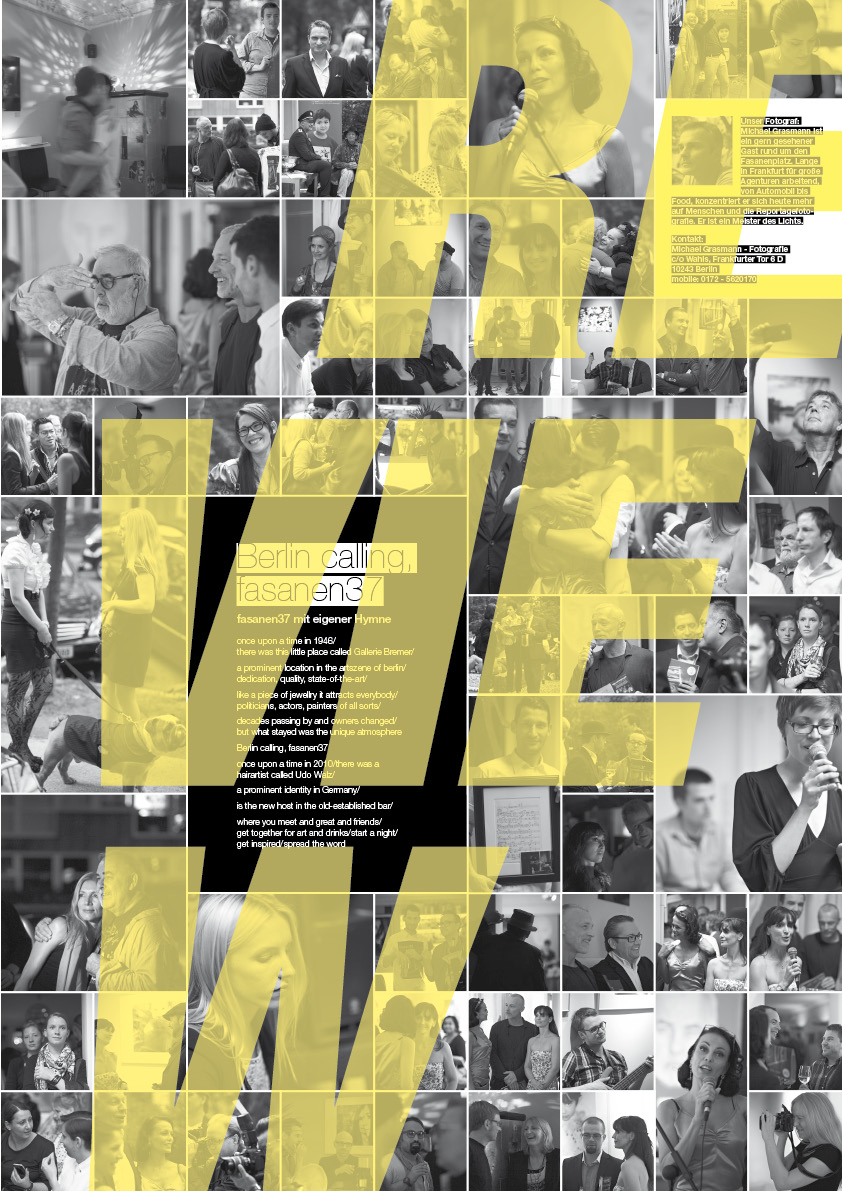 RE
VIE
W
Unser Fotograf:
Michael Grasmann ist
ein gern gesehener
Gast rund um den
Fasanenplatz. Lange
in Frankfurt für große
Agenturen arbeitend,
von Automobil bis
Food, konzentriert er sich heute mehr
auf Menschen und die Reportagefoto-
grafie. Er ist ein Meister des Lichts.
Kontakt:
Michael Grasmann - Fotografie
c/o Wahls, Frankfurter Tor 6 D
10243 Berlin
mobile: 0172 - 5620170
Berlin calling,
fasanen37
fasanen37 mit eigener Hymne
once upon a time in 1946/
there was this little place called Gallerie Bremer/
a prominent location in the artszene of berlin/
dedication, quality, state-of-the-art/
like a piece of jewellry it attracts everybody/
politicians, actors, painters of all sorts/
decades passing by and owners changed/
but what stayed was the unique atmosphere
Berlin calling, fasanen37
once upon a time in 2010/there was a
hairartist called Udo Walz/
a prominent identity in Germany/
is the new host in the old-established bar/
where you meet and great and friends/
get together for art and drinks/start a night/
get inspired/spread the word